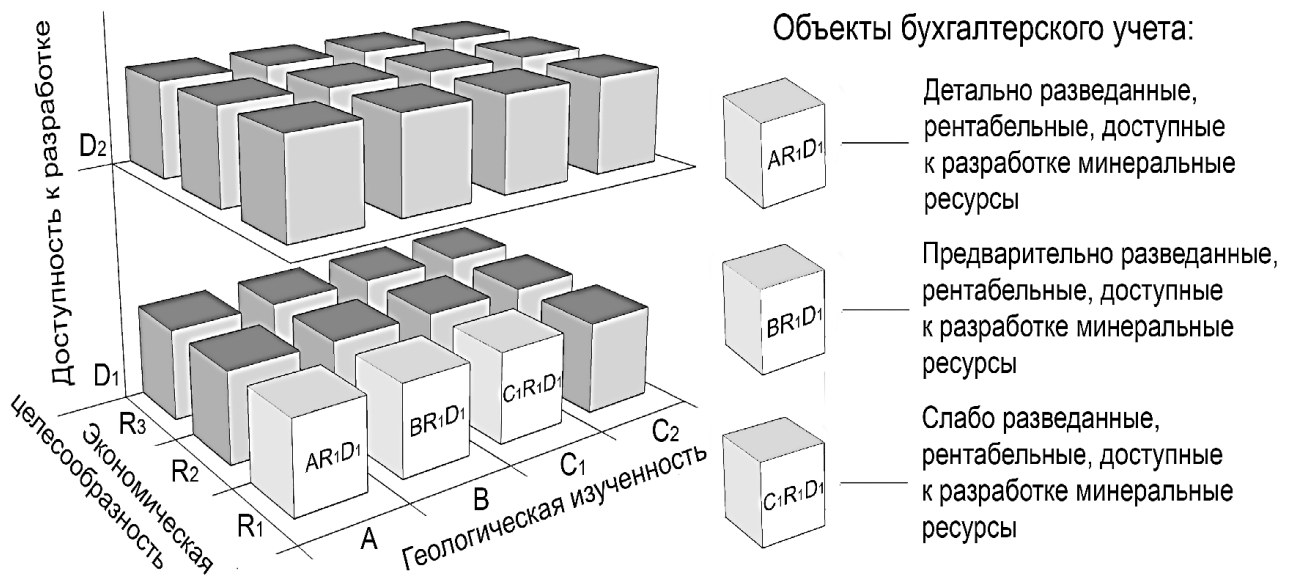 Доступность к разработке
D2
D1
R3
R2
R1
Экономическая
целесообразность
A
B
C1
C2
Геологическая изученность
AR1D1
BR1D1
C1R1D1
Объекты бухгалтерского учета:
AR1D1
Детально разведанные,
рентабельные, доступные
к разработке минеральные
ресурсы
BR1D1
Предварительно разведанные,
рентабельные, доступные
к разработке минеральные
ресурсы
C1R1D1
Слабо разведанные,
рентабельные, доступные
к разработке минеральные
ресурсы